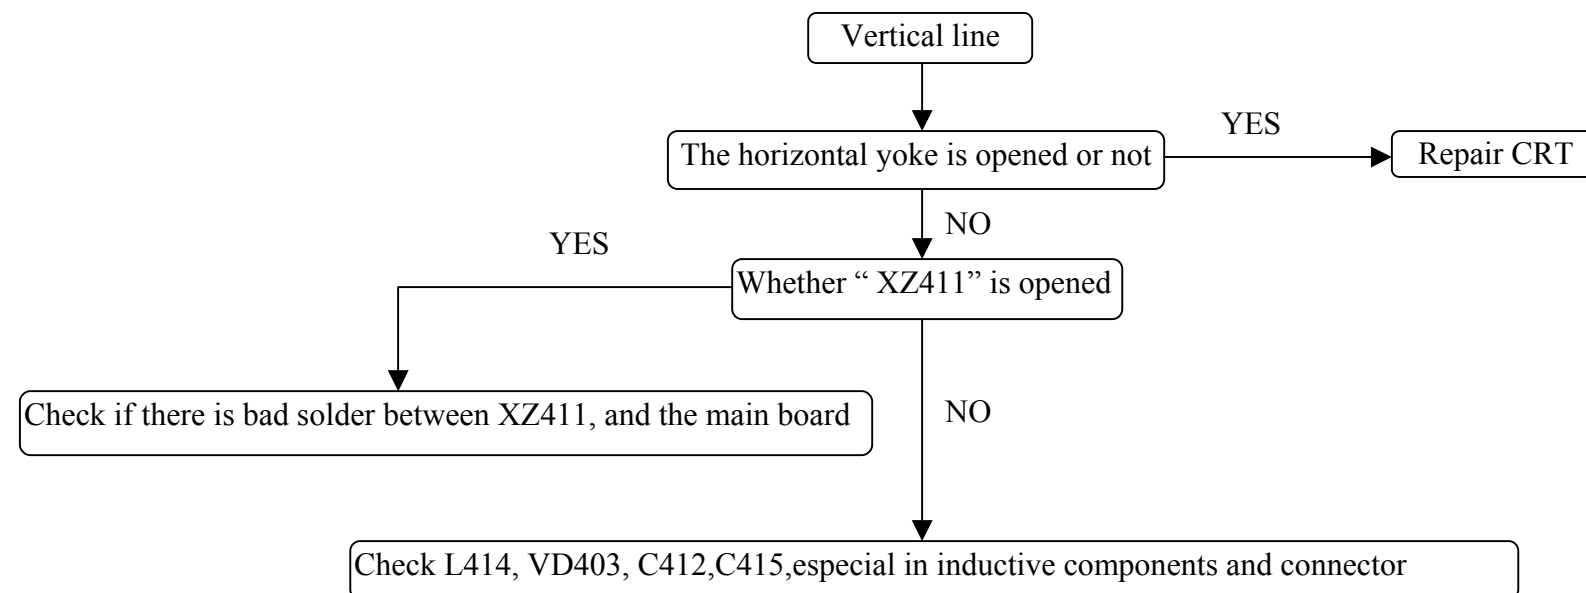 Vertical line
YES
The horizontal yoke is opened or not
Repair CRT
NO
YES
Whether “ XZ411” is opened
Check if there is bad solder between XZ411, and the main board
NO
Check L414, VD403, C412,C415,especial in inductive components and connector